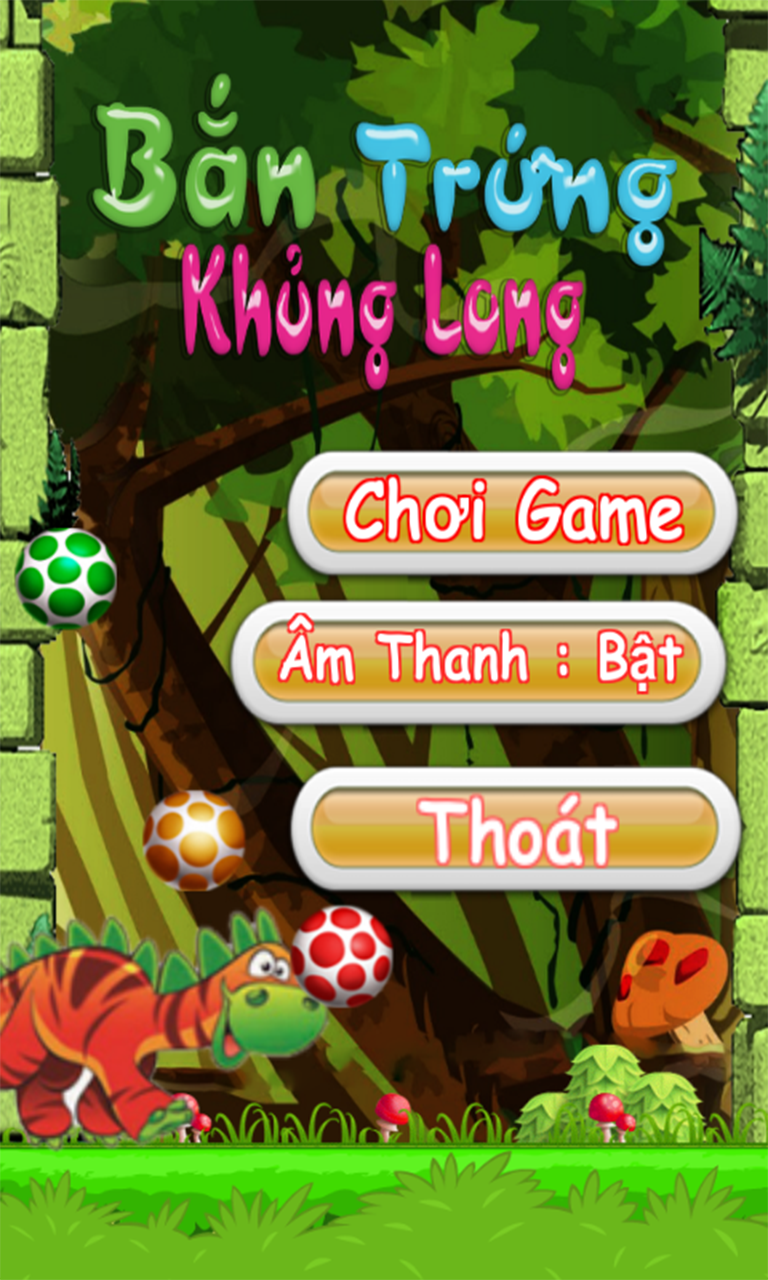 Bắn Trứng
Khủng Long
Chơi Game
Âm Thanh : Bật
Thoát